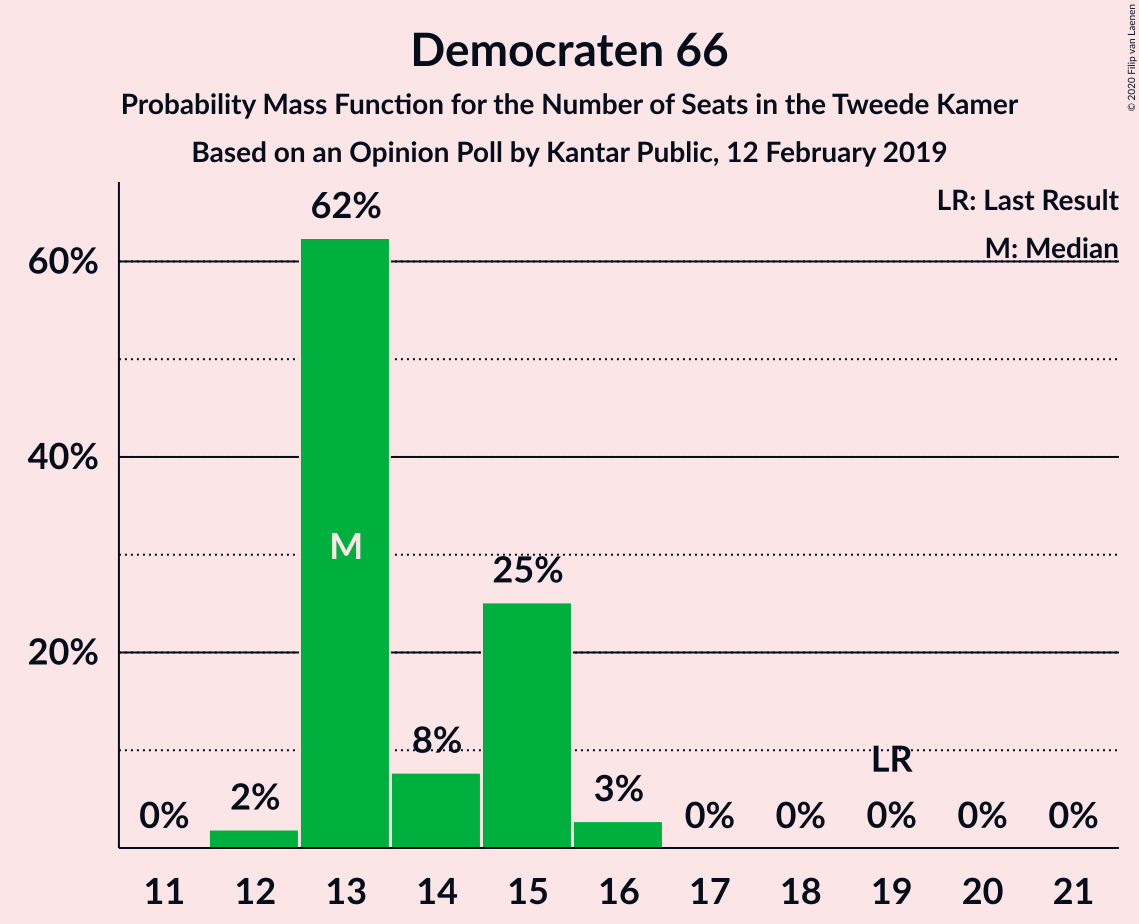 Democraten 66
Probability Mass Function for the Number of Seats in the Tweede Kamer
Based on an Opinion Poll by Kantar Public, 12 February 2019
© 2020 Filip van Laenen
LR: Last Result
M: Median
60%
40%
20%
0%
2%
62%
M
8%
25%
3%
0%
0%
LR
0%
0%
0%
11 12 13 14 15 16 17 18 19 20 21